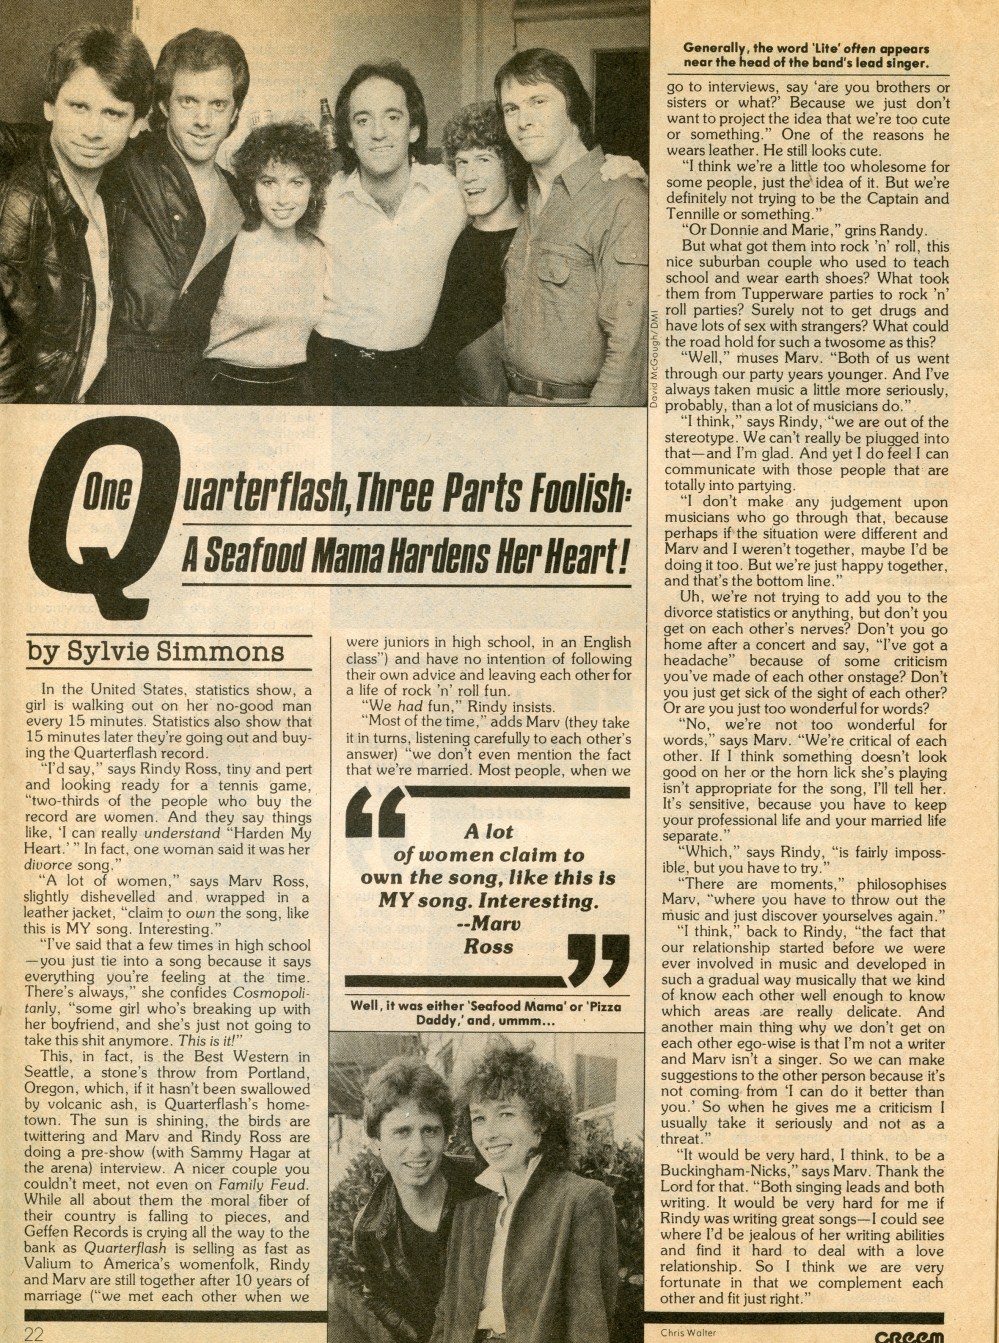 One Quarterflash, Three Parts Foolish:
A Seafood Mama Hardens Her Heart!
by Sylvie Simmons
In the United States, statistics show, a
girl is walking out on her no-good man
every 15 minutes. Statistics also show that
15 minutes later they're going out and buy-
ing the Quarterflash record.
"I'd say," says Rindy Ross, tiny and pert
and looking ready for a tennis game,
"two-thirds of the people who buy the
record are women. And they say things
like, 'I can really understand "Harden My
Heart.' " In fact, one woman said it was her
divorce song."
"A lot of women," says Marv Ross,
slightly dishevelled and wrapped in a
leather jacket, "claim to own the song, like
this is MY song. Interesting."
"I've said that a few times in high school
—you just tie into a song because it says
everything you're feeling at the time.
There's always," she confides Cosmopoli-
tanly, "some girl who's breaking up with
her boyfriend, and she's just not going to
take this shit anymore. This is it!"
This, in fact, is the Best Western in
Seattle, a stone's throw from Portland,
Oregon, which, if it hasn't been swallowed
by volcanic ash, is Quarterflash's home-
town. The sun is shining, the birds are
twittering and Marv and Rindy Ross are
doing a pre-show (with Sammy Hagar at
the arena) interview. A nicer couple you
couldn't meet, not even on Family Feud.
While all about them the moral fiber of
their country is falling to pieces, and
Geffen Records is crying all the way to the
bank as Quarterflash is selling as fast as
Valium to America's womenfolk, Rindy
and Marv are still together after 10 years of
marriage ("we met each other when we
were juniors in high school, in an English
class") and have no intention of following
their own advice and leaving each other for
a life of rock 'n' roll fun.
"We had fun," Rindy insists.
"Most of the time," adds Marv (they take
it in turns, listening carefully to each other's
answer) "we don't even mention the fact
that we're married. Most people, when we
“A lot
of women claim to
own the song, like this is
MY song. Interesting.
--Marv
Ross”
Well, it was either 'Seafood Mama' or 'Pizza
Daddy,' and, ummm...
Generally, the word 'Lite' often appears
near the head of the band's lead singer.
go to interviews, say 'are you brothers or
sisters or what?' Because we just don't
want to project the idea that we're too cute
or something." One of the reasons he
wears leather. He still looks cute.
"I think we're a little too wholesome for
some people, just the idea of it. But we're
definitely not trying to be the Captain and
Tennille or something."
"Or Donnie and Marie," grins Randy.
But what got them into rock 'n' roll, this
nice suburban couple who used to teach
school and wear earth shoes? What took
them from Tupperware parties to rock 'n'
roll parties? Surely not to get drugs and
have lots of sex with strangers? What could
the road hold for such a twosome as this?
"Well," muses Marv. "Both of us went
through our party years younger. And I've
always taken music a little more seriously,
probably, than a lot of musicians do."
"I think," says Rindy, "we are out of the
stereotype. We can't really be plugged into
that—and I'm glad. And yet I do feel I can
communicate with those people that are
totally into partying.
"I don't make any judgement upon
musicians who go through that, because
perhaps if the situation were different and
Marv and I weren't together, maybe I'd be
doing it too. But we're just happy together,
and that's the bottom line."
Uh, we're not trying to add you to the
divorce statistics or anything, but don't you
get on each other's nerves? Don't you go
home after a concert and say, "I've got a
headache" because of some criticism
you've made of each other onstage? Don't
you just get sick of the sight of each other?
Or are you just too wonderful for words?
"No, we're not too wonderful for
words," says Marv. "We're critical of each
other. If I think something doesn't look
good on her or the horn lick she's playing
isn't appropriate for the song, I'll tell her.
It's sensitive, because you have to keep
your professional life and your married life
separate."
"Which," says Rindy, "is fairly imposs-
ible, but you have to try."
"There are moments," philosophises
Marv, "where you have to throw out the
music and just discover yourselves again."
"I think," back to Rindy, "the fact that
our relationship started before we were
ever involved in music and developed in
such a gradual way musically that we kind
of know each other well enough to know
which areas are really delicate. And
another main thing why we don't get on
each other ego-wise is that I'm not a writer
and Marv isn't a singer. So we can make
suggestions to the other person because it's
not coming from 'I can do it better than
you.' So when he gives me a criticism I
usually take it seriously and not as a
threat."
"It would be very hard, I think, to be a
Buckingham-Nicks," says Marv. Thank the
Lord for that. "Both singing leads and both
writing. It would be very hard for me if
Rindy was writing great songs—I could see
where I'd be jealous of her writing abilities
and find it hard to deal with a love
relationship. So I think we are very
fortunate in that we complement each
other and fit just right."
David McGough/DMI
22
Chris Walter
CREEM